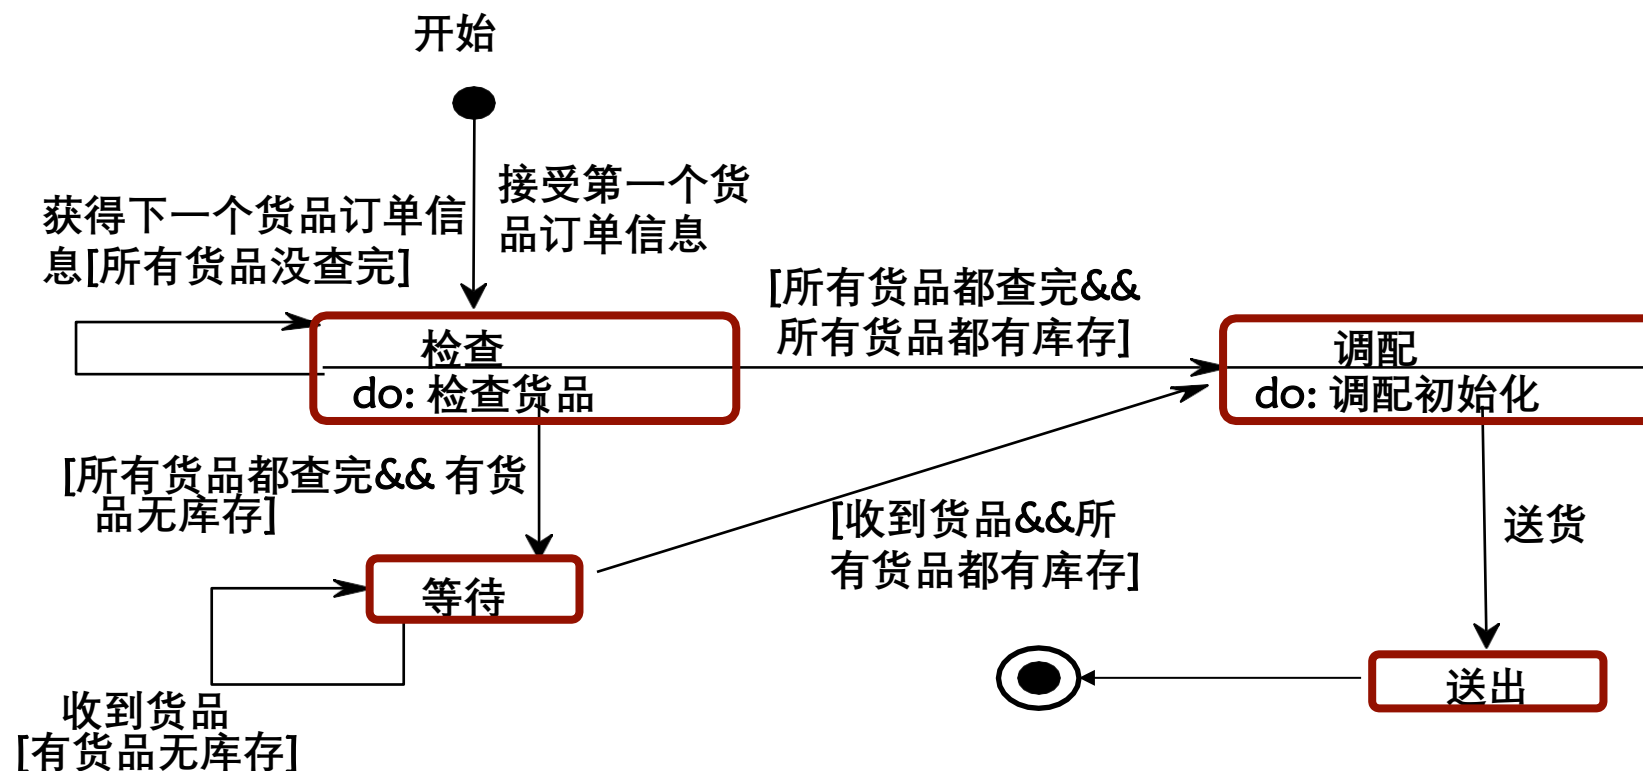 开始
接受第一个货
品订单信息
获得下一个货品订单信
息[所有货品没查完]
[所有货品都查完&&
所有货品都有库存]
检查
do: 检查货品
调配
do: 调配初始化
[所有货品都查完&& 有货
品无库存]
[收到货品&&所
有货品都有库存]
送货
等待
送出
收到货品
[有货品无库存]